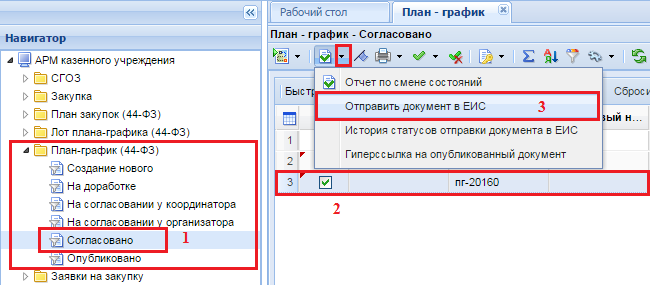 Рабочий стол
План - график
Навигатор
План - график - Согласовано
АРМ казенного учреждения
СГОЗ
Закупка
План закупок (44-ФЗ)
Лот плана-графика (44-ФЗ)
План-график (44-ФЗ)
Создание нового
На доработке
На согласовании у координатора
На согласовании у организатора
Согласовано
1
Опубликовано
Заявки на закупку
3
Быстр
Сброси
Отчет по смене состояний
Отправить документ в ЕИС
3
История статусов отправки документа в ЕИС
Гиперссылка на опубликованный документ
вый н...
1
2
3
пг-20160
2